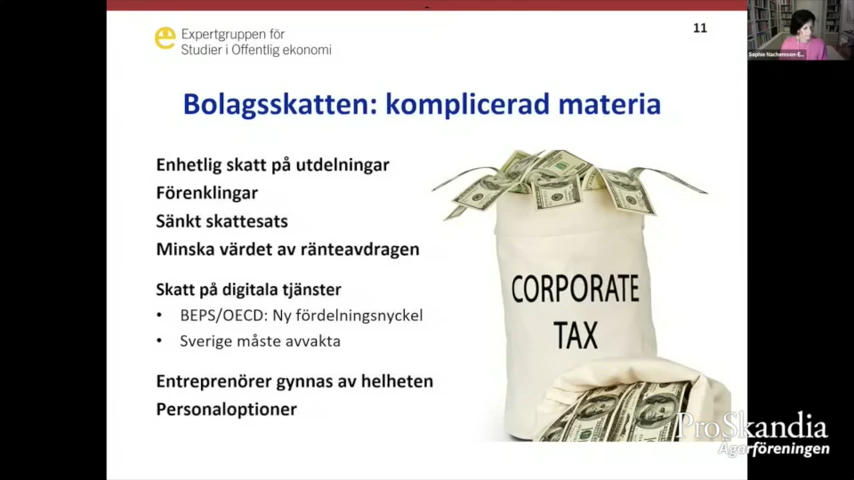 Expertgruppen för
Studier i Offentlig ekonomi
11
Sophie Nachemson-E...
Bolagsskatten: komplicerad materia
Enhetlig skatt på utdelningar
Förenklingar
Sänkt skattesats
Minska värdet av ränteavdragen
Skatt på digitala tjänster
• BEPS/OECD: Ny fördelningsnyckel
• Sverige måste avvakta
Entreprenörer gynnas av helheten
Personaloptioner
CORPORATE
TAX
ProSkandia
Ägarföreningen